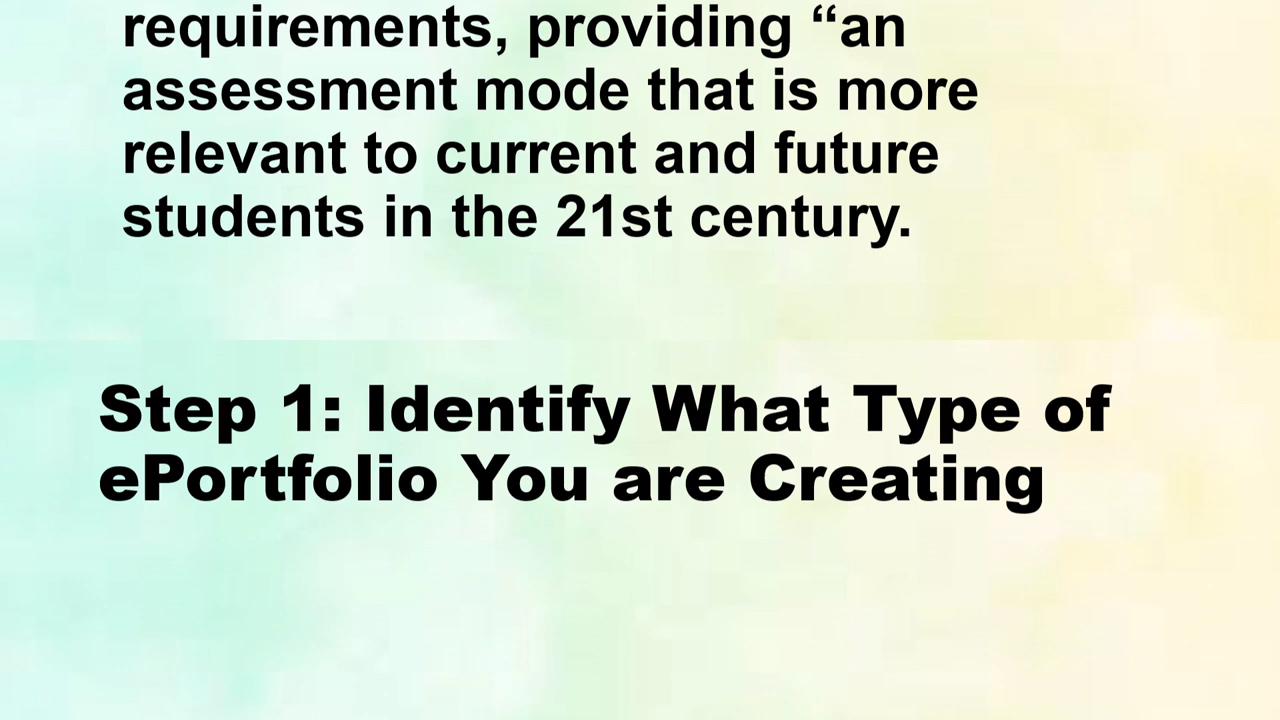 requirements, providing “an
assessment mode that is more
relevant to current and future
students in the 21st century.
Step 1: Identify What Type of
ePortfolio You are Creating